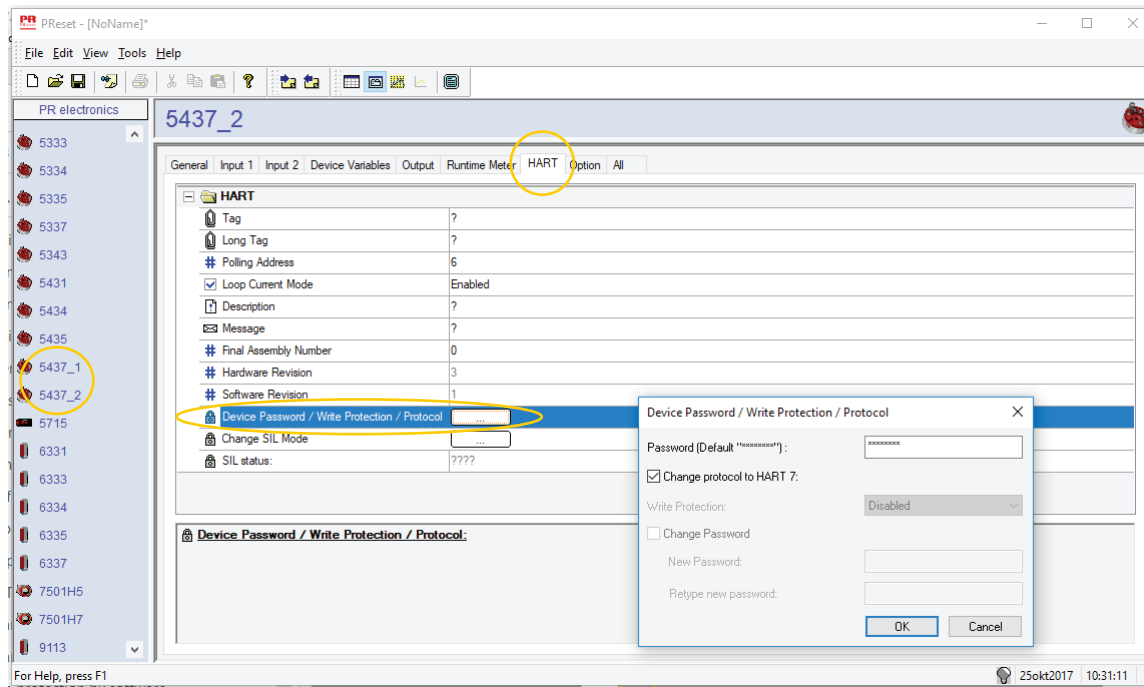 PReset - [NoName]*
File Edit View Tools Help
PR electronics
5333
5334
5335
5337
5343
5431
5434
5435
5437_1
5437_2
5715
6331
6333
6334
6335
6337
7501H5
7501H7
9113
5437_2
General Input 1 Input 2 Device Variables Output Runtime Meter HART Option All
HART
Tag ?
Long Tag ?
Polling Address 6
Loop Current Mode Enabled
Description ?
Message ?
Final Assembly Number 0
Hardware Revision 3
Software Revision 1
Device Password / Write Protection / Protocol ...
Change SIL Mode ...
SIL status: ????
Device Password / Write Protection / Protocol:
Device Password / Write Protection / Protocol
Password (Default "********") : ********
Change protocol to HART 7:
Write Protection: Disabled
Change Password
New Password:
Retype new password:
OK Cancel
For Help, press F1 25okt2017 10:31:11